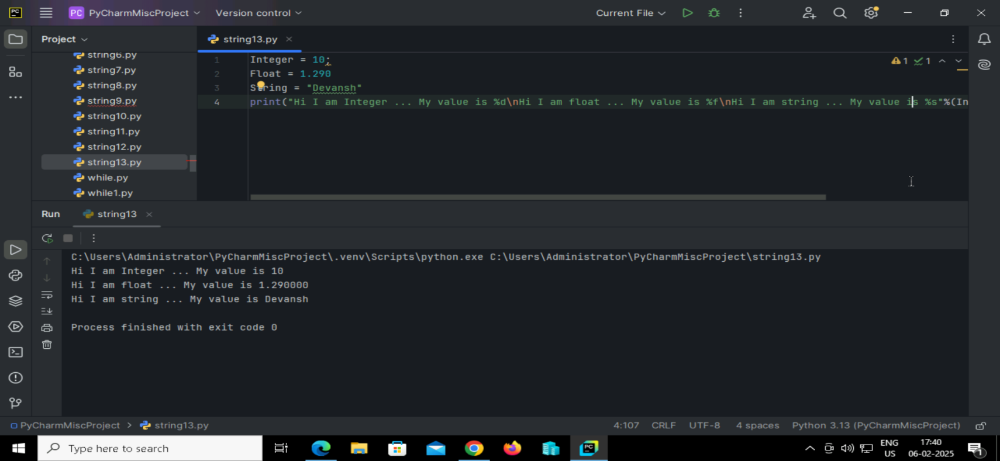 PC PC PyCharmMiscProject Version control Current File
Project
string13.py
string6.py
string7.py
string8.py
string9.py
string10.py
string11.py
string12.py
string13.py
while.py
while1.py
1 Integer = 10;
2 Float = 1.290
3 String = "Devansh"
4 print("Hi I am Integer ... My value is %d\nHi I am float ... My value is %f\nHi I am string ... My value is %s"%(In
1 1
Run string13
C:\Users\Administrator\PyCharmMiscProject\.venv\Scripts\python.exe C:\Users\Administrator\PyCharmMiscProject\string13.py
Hi I am Integer ... My value is 10
Hi I am float ... My value is 1.290000
Hi I am string ... My value is Devansh
Process finished with exit code 0
PyCharmMiscProject > string13.py 4:107 CRLF UTF-8 4 spaces Python 3.13 (PyCharmMiscProject)
Type here to search
PC
ENG
US
17:40
06-02-2025
1